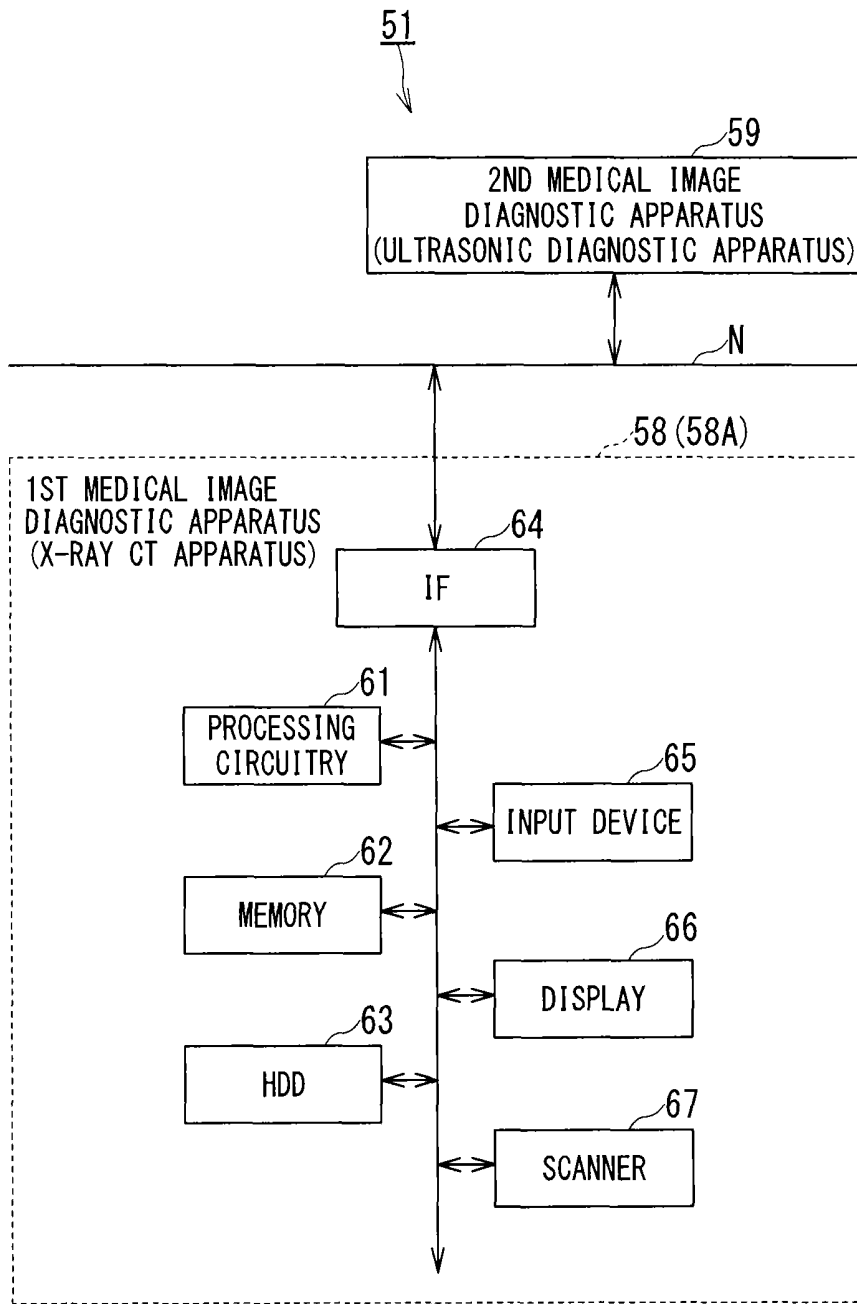 51
59
2ND MEDICAL IMAGE
DIAGNOSTIC APPARATUS
(ULTRASONIC DIAGNOSTIC APPARATUS)
N
58 (58A)
1ST MEDICAL IMAGE
DIAGNOSTIC APPARATUS
(X-RAY CT APPARATUS)
64
IF
61
PROCESSING
CIRCUITRY
65
INPUT DEVICE
62
MEMORY
66
DISPLAY
63
HDD
67
SCANNER